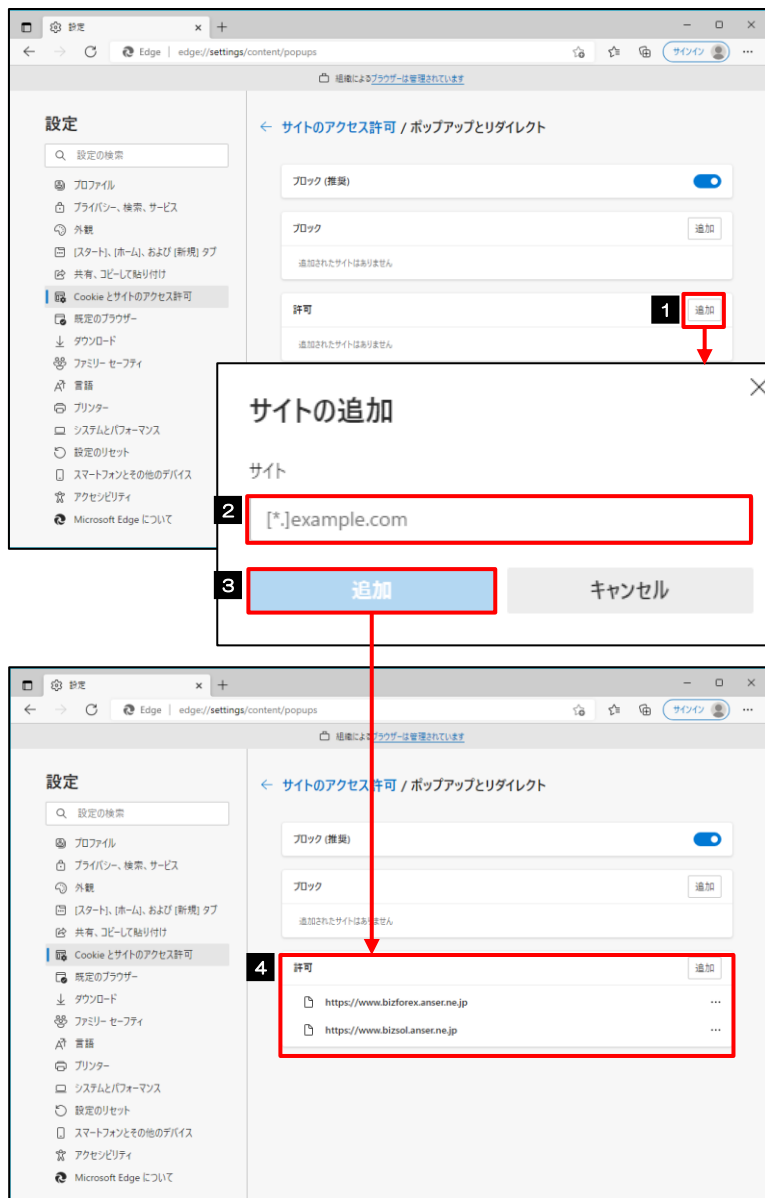 設定
Edge | edge://settings/content/popups
サインイン
組織によるブラウザーは管理されています
設定
設定の検索
プロファイル
プライバシー、検索、サービス
外観
[スタート]、[ホーム]、および [新規] タブ
共有、コピーして貼り付け
Cookie とサイトのアクセス許可
既定のブラウザー
ダウンロード
ファミリー セーフティ
言語
プリンター
システムとパフォーマンス
設定のリセット
スマートフォンとその他のデバイス
アクセシビリティ
Microsoft Edge について
サイトのアクセス許可 / ポップアップとリダイレクト
ブロック (推奨)
ブロック
追加
追加されたサイトはありません
許可
1
追加
追加されたサイトはありません
サイトの追加
サイト
2
[*.]example.com
3
追加
キャンセル
設定
Edge | edge://settings/content/popups
サインイン
組織によるブラウザーは管理されています
設定
設定の検索
プロファイル
プライバシー、検索、サービス
外観
[スタート]、[ホーム]、および [新規] タブ
共有、コピーして貼り付け
Cookie とサイトのアクセス許可
既定のブラウザー
ダウンロード
ファミリー セーフティ
言語
プリンター
システムとパフォーマンス
設定のリセット
スマートフォンとその他のデバイス
アクセシビリティ
Microsoft Edge について
サイトのアクセス許可 / ポップアップとリダイレクト
ブロック (推奨)
ブロック
追加
追加されたサイトはありません
4
許可
追加
https://www.bizforex.anser.ne.jp
https://www.bizsol.anser.ne.jp